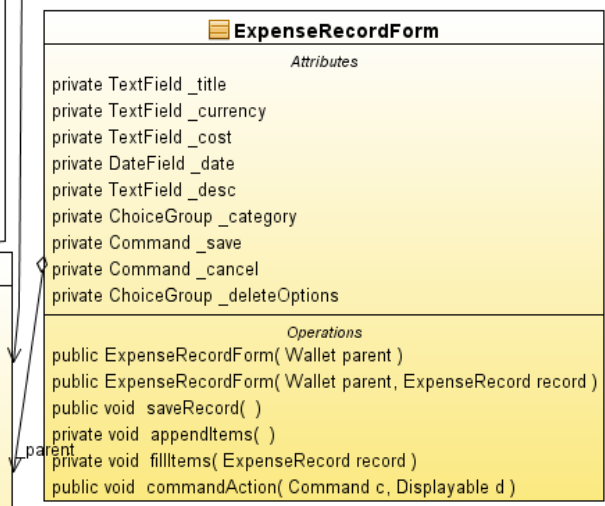 ExpenseRecordForm
Attributes
private TextField _title
private TextField _currency
private TextField _cost
private DateField _date
private TextField _desc
private ChoiceGroup _category
private Command _save
private Command _cancel
private ChoiceGroup _deleteOptions
Operations
public ExpenseRecordForm( Wallet parent )
public ExpenseRecordForm( Wallet parent, ExpenseRecord record )
public void saveRecord( )
private void appendItems( )
_parent
private void fillItems( ExpenseRecord record )
public void commandAction( Command c, Displayable d )